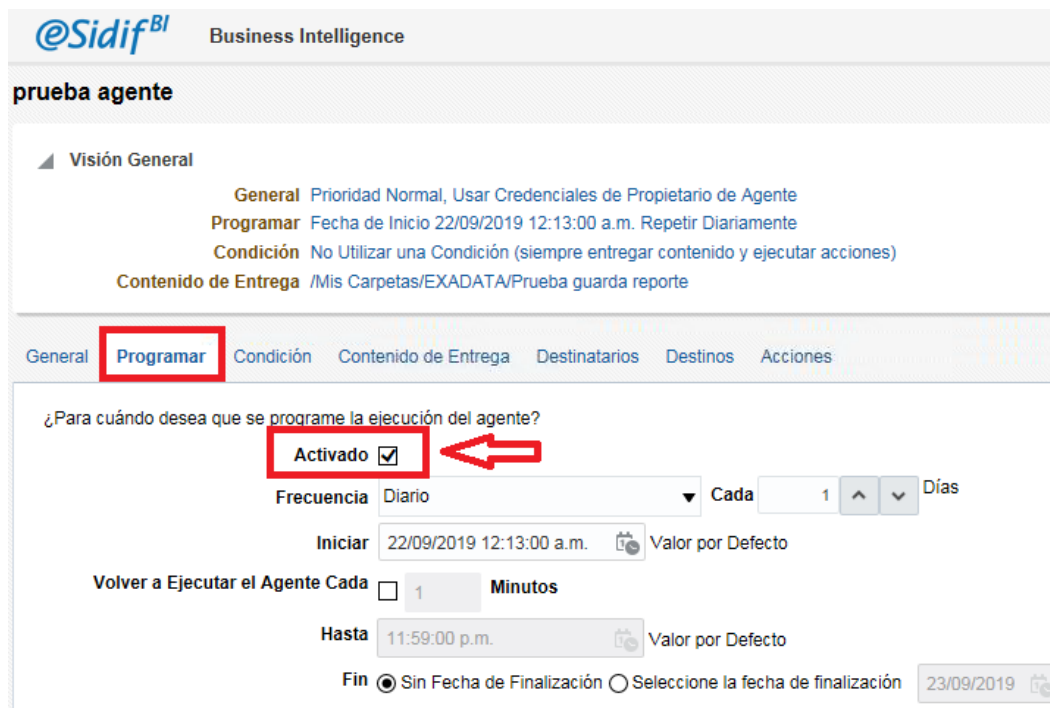 @Sidif BI Business Intelligence
prueba agente
Visión General
General Prioridad Normal, Usar Credenciales de Propietario de Agente
Programar Fecha de Inicio 22/09/2019 12:13:00 a.m. Repetir Diariamente
Condición No Utilizar una Condición (siempre entregar contenido y ejecutar acciones)
Contenido de Entrega /Mis Carpetas/EXADATA/Prueba guarda reporte
General Programar Condición Contenido de Entrega Destinatarios Destinos Acciones
¿Para cuándo desea que se programe la ejecución del agente?
Activado
Frecuencia Diario Cada 1 Días
Iniciar 22/09/2019 12:13:00 a.m. Valor por Defecto
Volver a Ejecutar el Agente Cada 1 Minutos
Hasta 11:59:00 p.m. Valor por Defecto
Fin Sin Fecha de Finalización Seleccione la fecha de finalización 23/09/2019